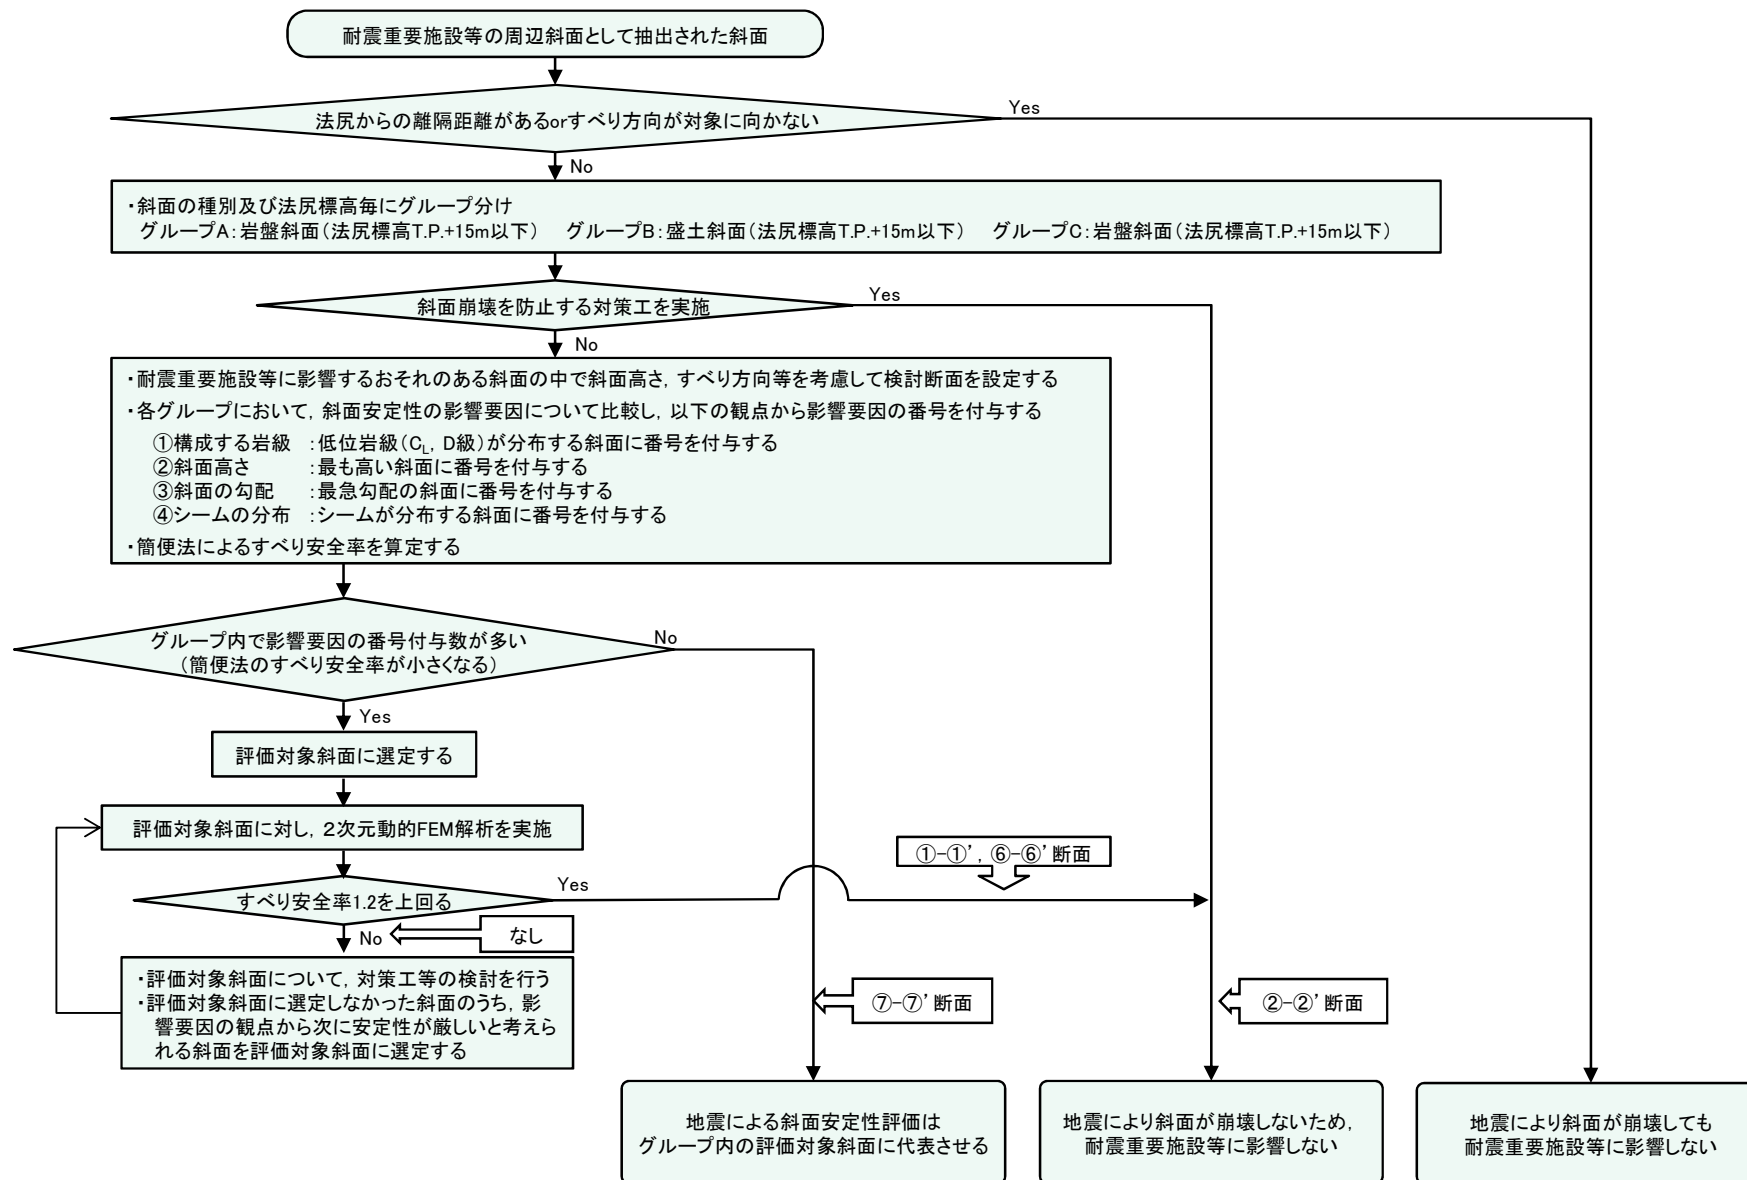 耐震重要施設等の周辺斜面として抽出された斜面
法尻からの離隔距離があるorすべり方向が対象に向かない
Yes
No
・斜面の種別及び法尻標高毎にグループ分け
グループA：岩盤斜面（法尻標高T.P.+15m以下） グループB：盛土斜面（法尻標高T.P.+15m以下） グループC：岩盤斜面（法尻標高T.P.+15m以下）
斜面崩壊を防止する対策工を実施
Yes
No
・耐震重要施設等に影響するおそれのある斜面の中で斜面高さ，すべり方向等を考慮して検討断面を設定する
・各グループにおいて，斜面安定性の影響要因について比較し，以下の観点から影響要因の番号を付与する
①構成する岩級 ：低位岩級（CL，D級）が分布する斜面に番号を付与する
②斜面高さ ：最も高い斜面に番号を付与する
③斜面の勾配 ：最急勾配の斜面に番号を付与する
④シームの分布 ：シームが分布する斜面に番号を付与する
・簡便法によるすべり安全率を算定する
グループ内で影響要因の番号付与数が多い
（簡便法のすべり安全率が小さくなる）
No
Yes
評価対象斜面に選定する
評価対象斜面に対し，２次元動的FEM解析を実施
①-①’，⑥-⑥’断面
すべり安全率1.2を上回る
Yes
No
なし
・評価対象斜面について，対策工等の検討を行う
・評価対象斜面に選定しなかった斜面のうち，影
響要因の観点から次に安定性が厳しいと考えら
れる斜面を評価対象斜面に選定する
⑦-⑦’断面
②-②’断面
地震による斜面安定性評価は
グループ内の評価対象斜面に代表させる
地震により斜面が崩壊しないため，
耐震重要施設等に影響しない
地震により斜面が崩壊しても
耐震重要施設等に影響しない